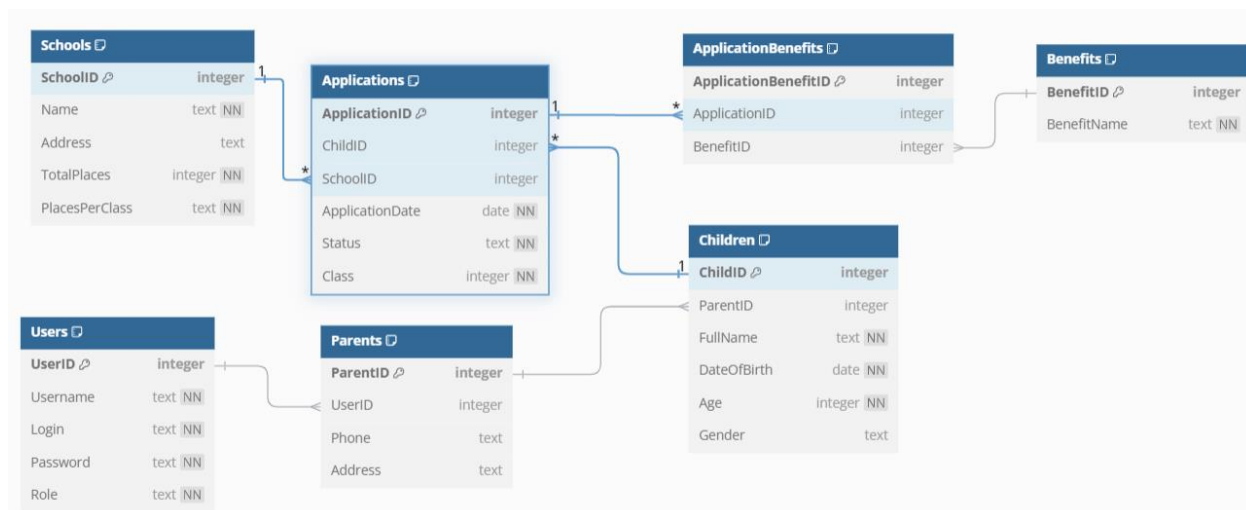 Schools
SchoolID integer
Name text NN
Address text
TotalPlaces integer NN
PlacesPerClass text NN
1
*
Applications
ApplicationID integer
ChildID integer
SchoolID integer
ApplicationDate date NN
Status text NN
Class integer NN
1
*
*
1
ApplicationBenefits
ApplicationBenefitID integer
ApplicationID integer
BenefitID integer
Benefits
BenefitID integer
BenefitName text NN
Children
ChildID integer
ParentID integer
FullName text NN
DateOfBirth date NN
Age integer NN
Gender text
Users
UserID integer
Username text NN
Login text NN
Password text NN
Role text NN
Parents
ParentID integer
UserID integer
Phone text
Address text